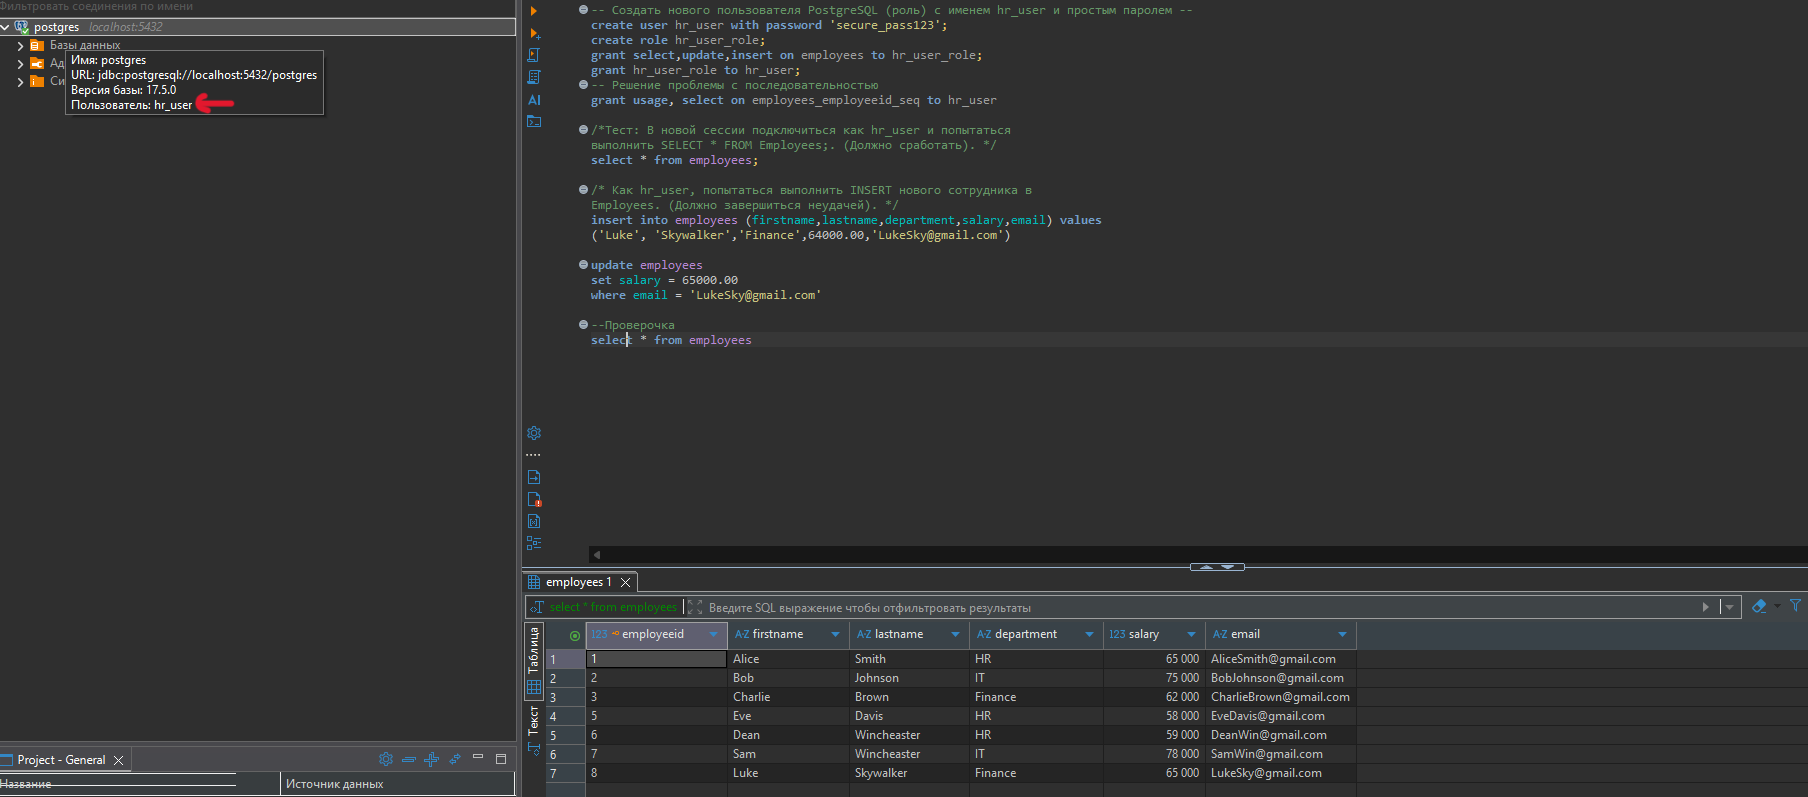 Фильтровать соединения по имени
postgres localhost:5432
Базы данных
Ад
Си
Имя: postgres
URL: jdbc:postgresql://localhost:5432/postgres
Версия базы: 17.5.0
Пользователь: hr_user
-- Создать нового пользователя PostgreSQL (роль) с именем hr_user и простым паролем --
create user hr_user with password 'secure_pass123';
create role hr_user_role;
grant select,update,insert on employees to hr_user_role;
grant hr_user_role to hr_user;
-- Решение проблемы с последовательностью
grant usage, select on employees_employeeid_seq to hr_user
/*Тест: В новой сессии подключиться как hr_user и попытаться
выполнить SELECT * FROM Employees;. (Должно сработать). */
select * from employees;
/* Как hr_user, попытаться выполнить INSERT нового сотрудника в
Employees. (Должно завершиться неудачей). */
insert into employees (firstname,lastname,department,salary,email) values
('Luke', 'Skywalker','Finance',64000.00,'LukeSky@gmail.com')
update employees
set salary = 65000.00
where email = 'LukeSky@gmail.com'
--Проверочка
select * from employees
AI
employees 1
select * from employees Введите SQL выражение чтобы отфильтровать результаты
Таблица
Текст
123 employeeid A-Z firstname A-Z lastname A-Z department 123 salary A-Z email
1 1 Alice Smith HR 65 000 AliceSmith@gmail.com
2 2 Bob Johnson IT 75 000 BobJohnson@gmail.com
3 3 Charlie Brown Finance 62 000 CharlieBrown@gmail.com
4 5 Eve Davis HR 58 000 EveDavis@gmail.com
5 6 Dean Wincheaster HR 59 000 DeanWin@gmail.com
6 7 Sam Wincheaster IT 78 000 SamWin@gmail.com
7 8 Luke Skywalker Finance 65 000 LukeSky@gmail.com
Project - General
Название Источник данных